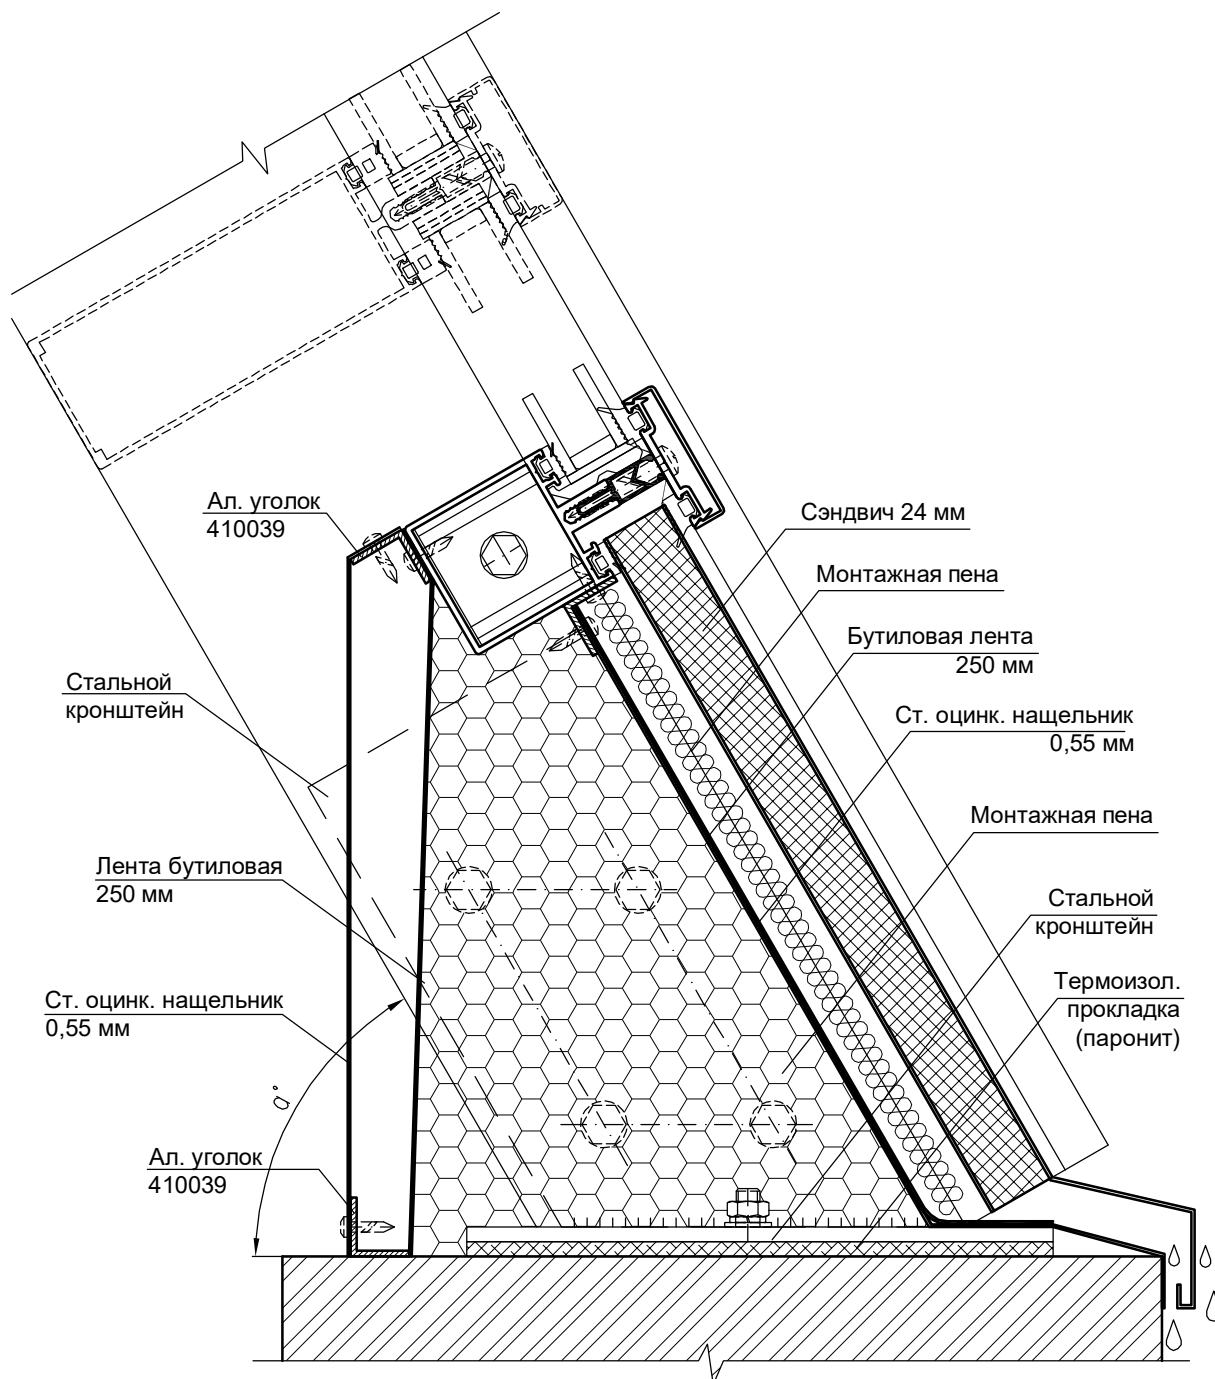 Ал. уголок
410039
Сэндвич 24 мм
Монтажная пена
Бутиловая лента
250 мм
Стальной
кронштейн
Ст. оцинк. нащельник
0,55 мм
Монтажная пена
Лента бутиловая
250 мм
Стальной
кронштейн
Термоизол.
прокладка
(паронит)
Ст. оцинк. нащельник
0,55 мм
α°
Ал. уголок
410039